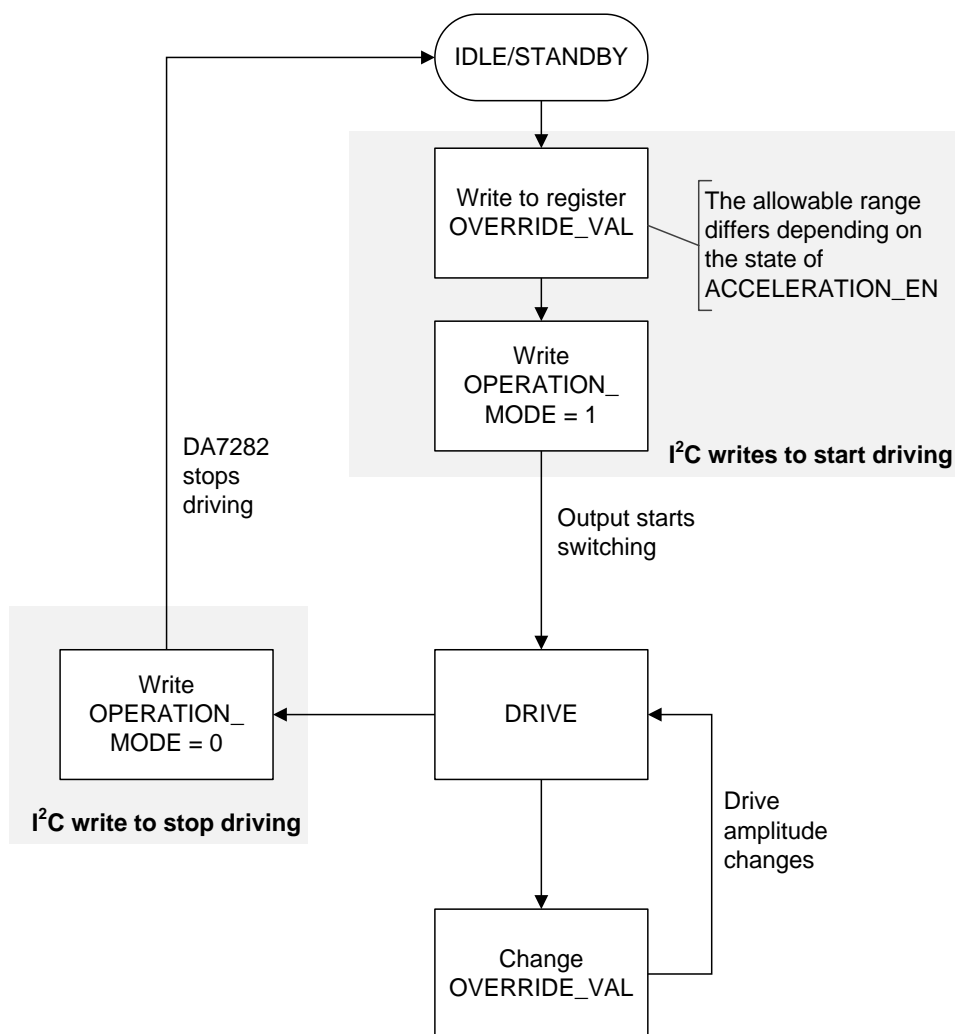 IDLE/STANDBY
Write to register
OVERRIDE_VAL
The allowable range
differs depending on
the state of
ACCELERATION_EN
Write
OPERATION_
MODE = 1
I²C writes to start driving
DA7282
stops
driving
Output starts
switching
Write
OPERATION_
MODE = 0
I²C write to stop driving
DRIVE
Drive
amplitude
changes
Change
OVERRIDE_VAL